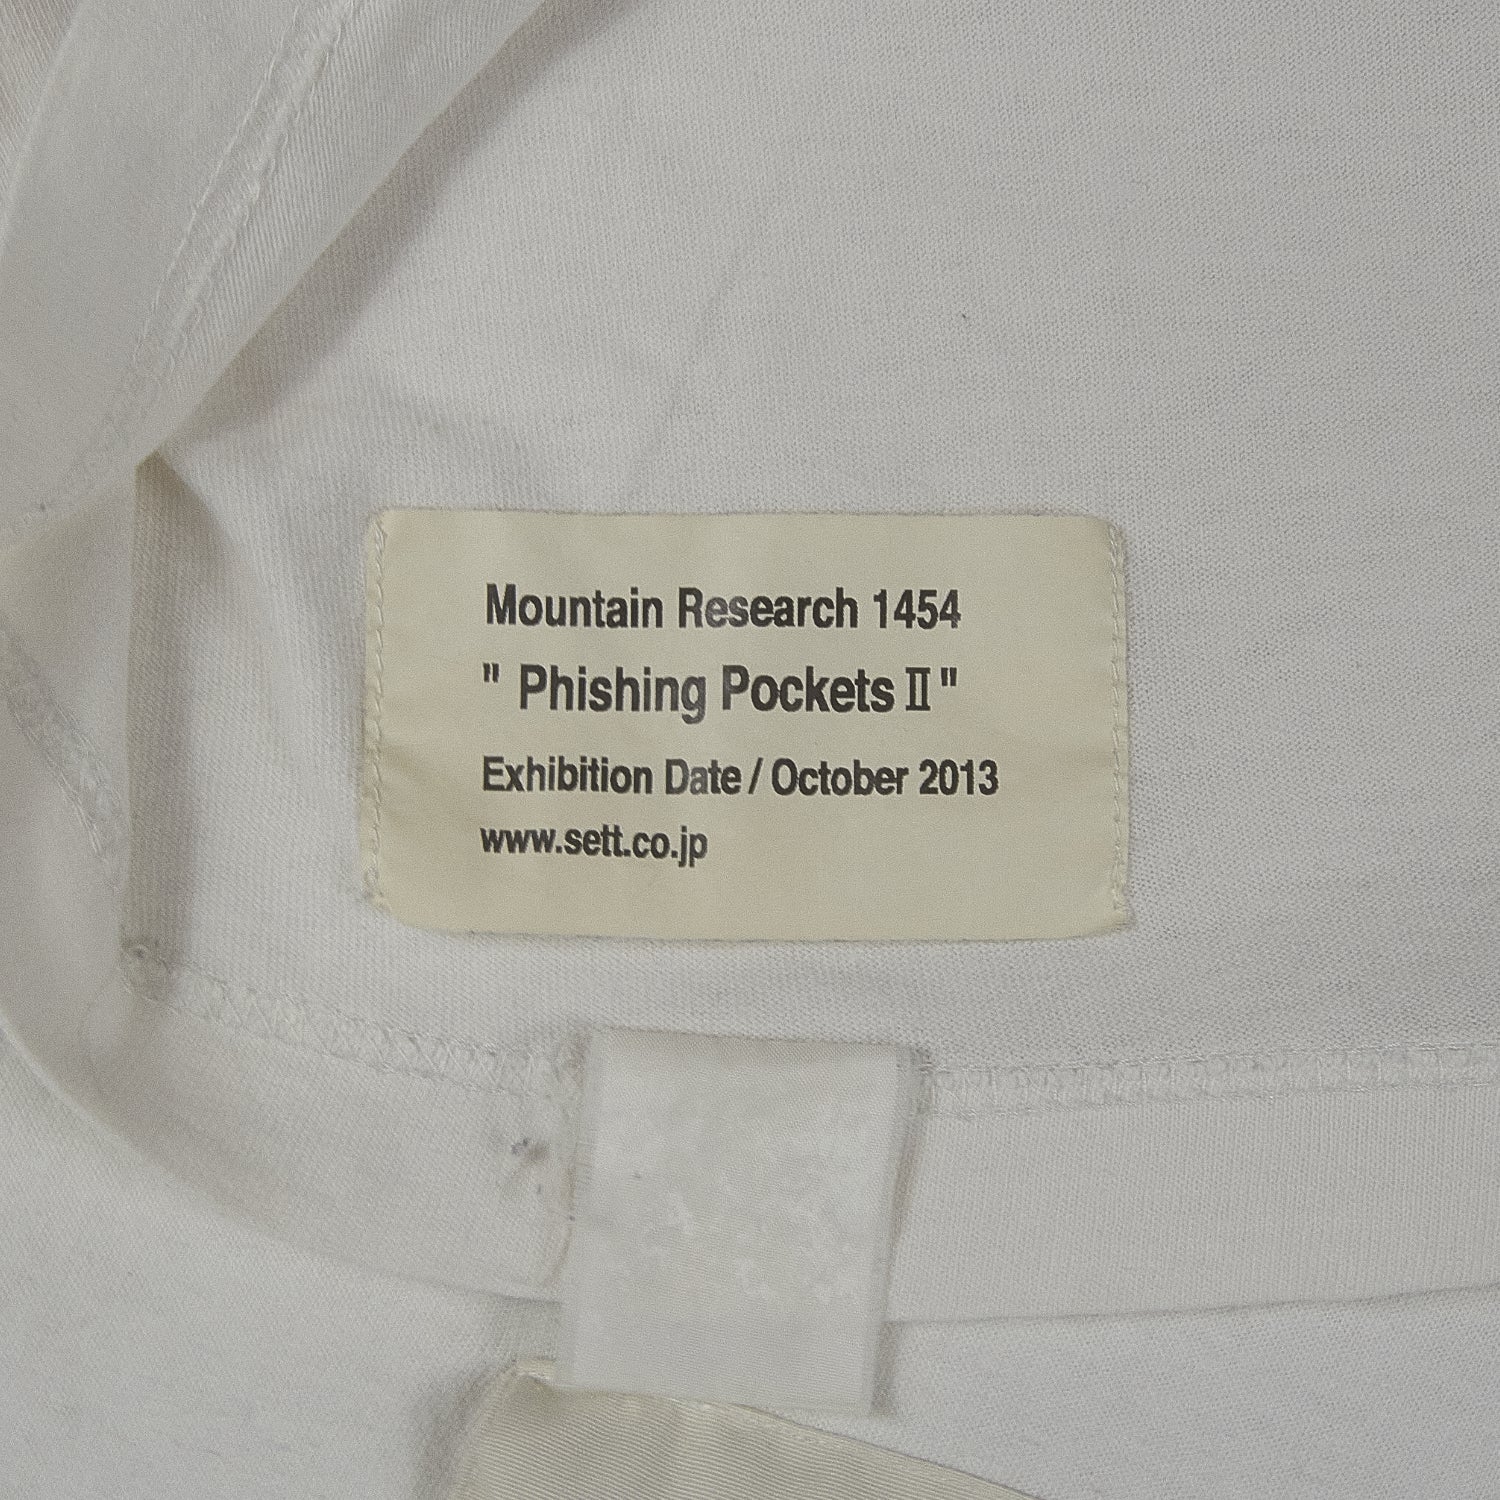 Mountain Research 1454
" Phishing Pockets Ⅱ"
Exhibition Date / October 2013
www.sett.co.jp